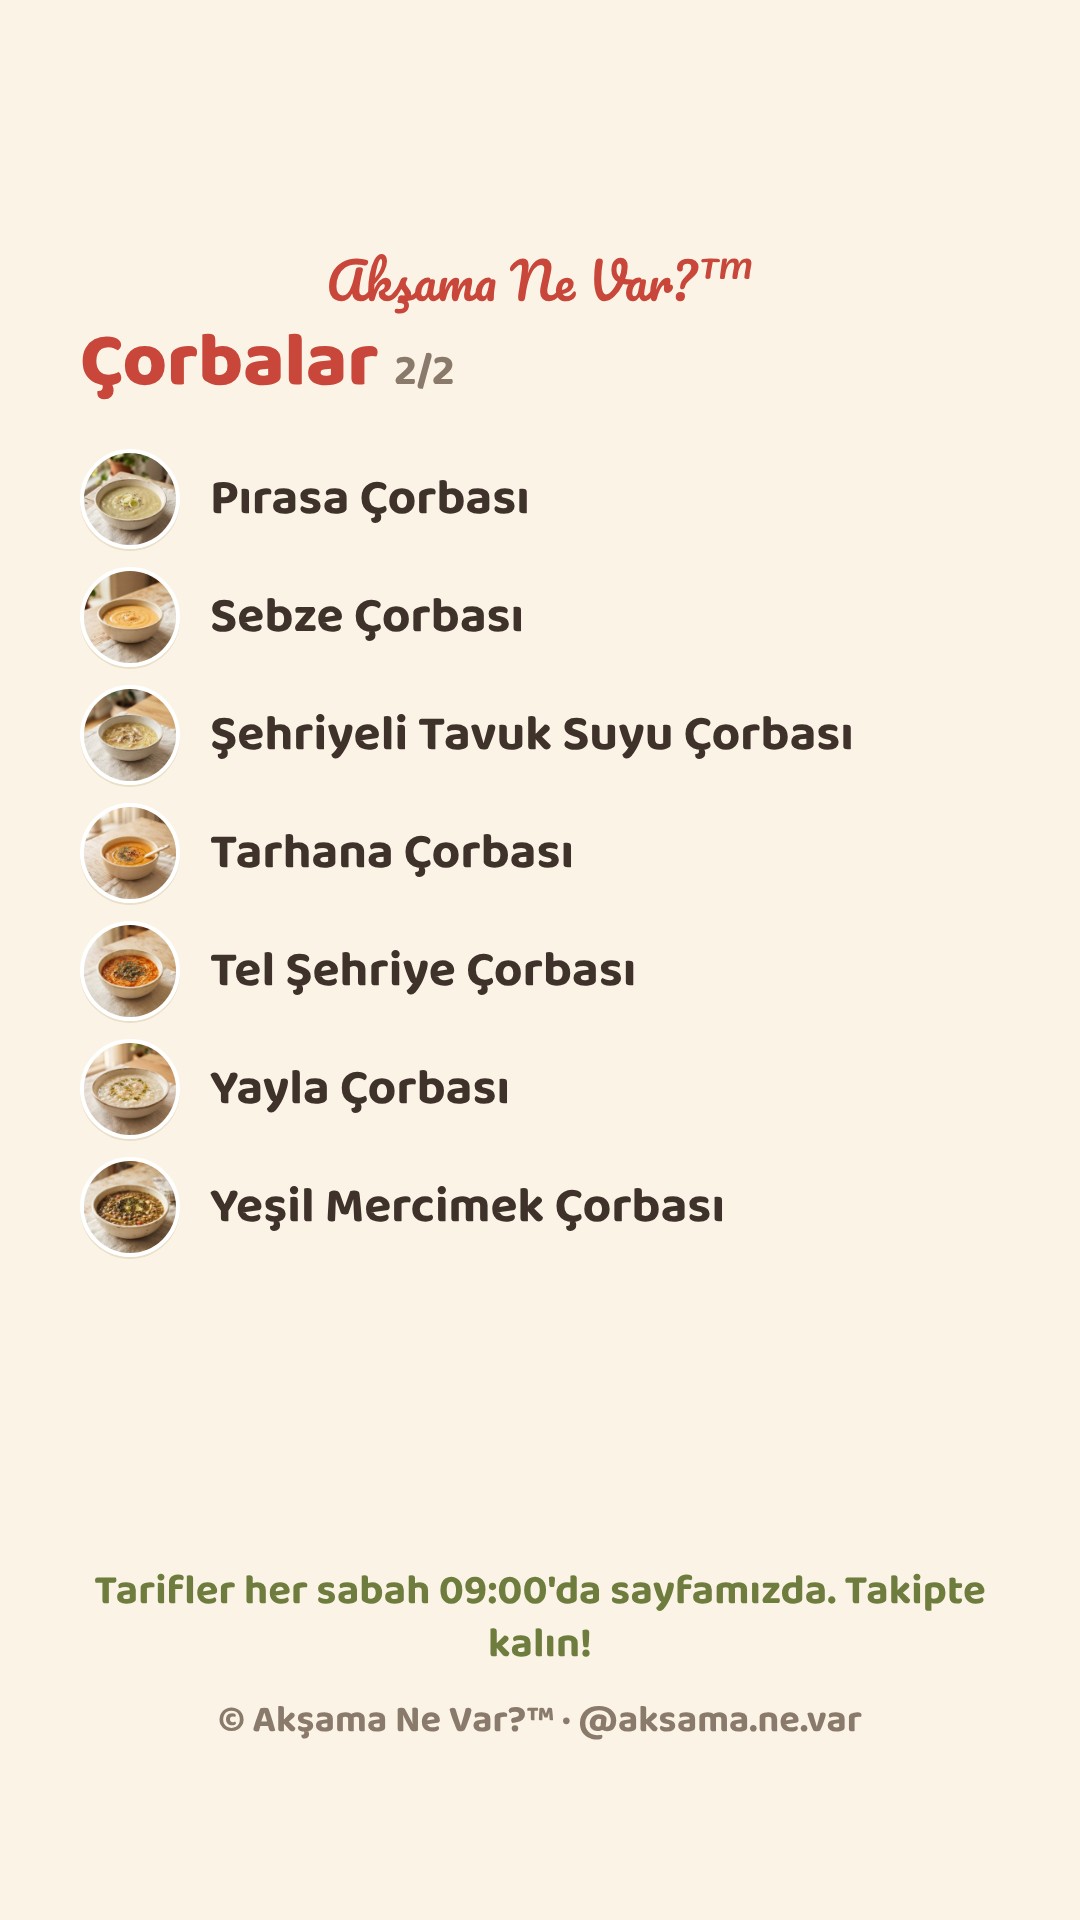 Akşama Ne Var?™
Çorbalar 2/2
Pırasa Çorbası
Sebze Çorbası
Şehriyeli Tavuk Suyu Çorbası
Tarhana Çorbası
Tel Şehriye Çorbası
Yayla Çorbası
Yeşil Mercimek Çorbası
Tarifler her sabah 09:00'da sayfamızda. Takipte
kalın!
© Akşama Ne Var?™ · @aksama.ne.var